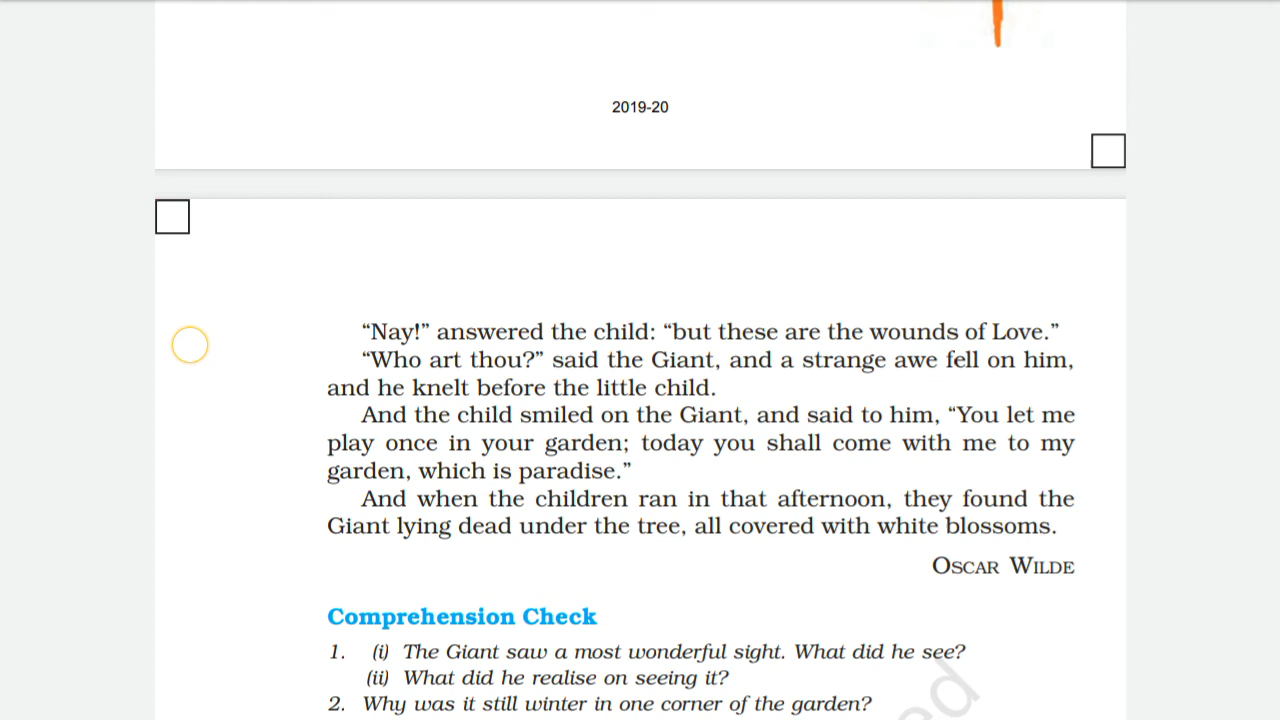 2019-20
“Nay!” answered the child: “but these are the wounds of Love.”
“Who art thou?” said the Giant, and a strange awe fell on him,
and he knelt before the little child.
And the child smiled on the Giant, and said to him, “You let me
play once in your garden; today you shall come with me to my
garden, which is paradise.”
And when the children ran in that afternoon, they found the
Giant lying dead under the tree, all covered with white blossoms.
OSCAR WILDE
Comprehension Check
1. (i) The Giant saw a most wonderful sight. What did he see?
(ii) What did he realise on seeing it?
2. Why was it still winter in one corner of the garden?